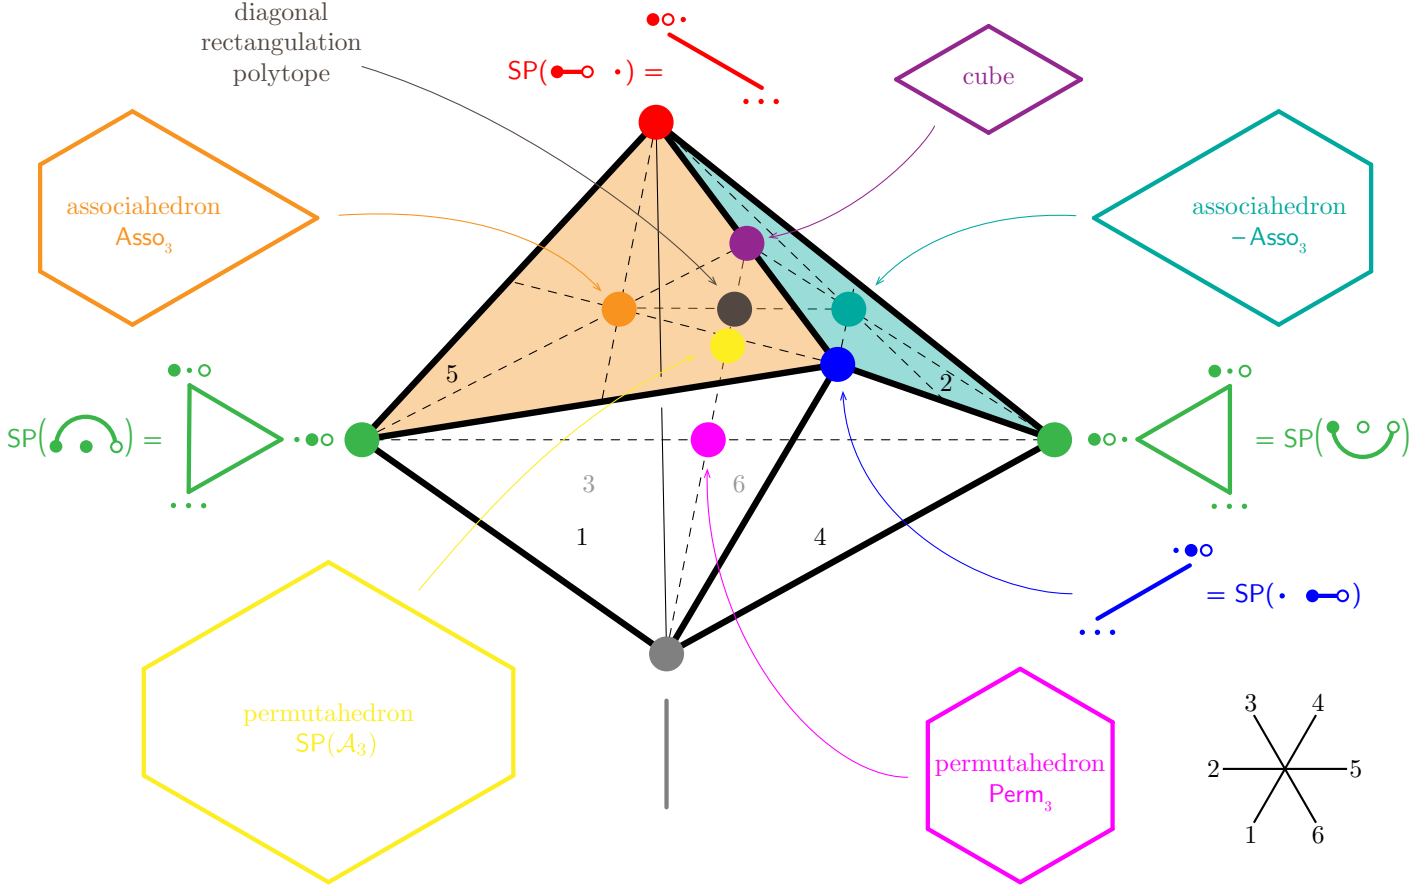 diagonal
rectangulation
polytope
SP( · ) =
cube
associahedron
Asso₃
associahedron
−Asso₃
5
2
SP( ) =
= SP( )
3
6
1
4
= SP(· )
permutahedron
SP(𝒜₃)
permutahedron
Perm₃
3
4
2
5
1
6